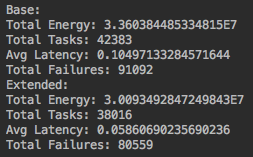 Base:
Total Energy: 3.360384485334815E7
Total Tasks: 42383
Avg Latency: 0.10497133284571644
Total Failures: 91092
Extended:
Total Energy: 3.0093492847249843E7
Total Tasks: 38016
Avg Latency: 0.05860690235690236
Total Failures: 80559